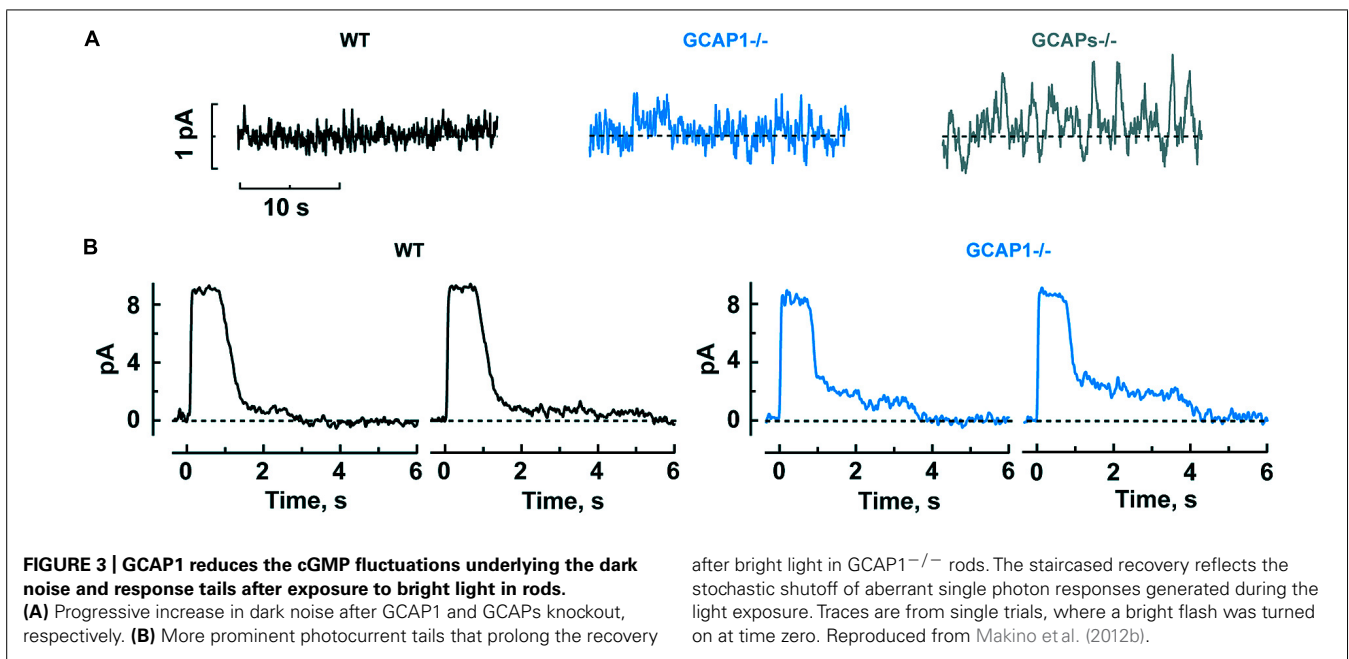 A
WT
GCAP1-/-
GCAPs-/-
1 pA
10 s
B
WT
GCAP1-/-
pA
8
4
0
pA
8
4
0
0 2 4 6
0 2 4 6
0 2 4 6
0 2 4 6
Time, s
Time, s
Time, s
Time, s
FIGURE 3 | GCAP1 reduces the cGMP fluctuations underlying the dark
noise and response tails after exposure to bright light in rods.
(A) Progressive increase in dark noise after GCAP1 and GCAPs knockout,
respectively. (B) More prominent photocurrent tails that prolong the recovery
after bright light in GCAP1−/− rods. The staircased recovery reflects the
stochastic shutoff of aberrant single photon responses generated during the
light exposure. Traces are from single trials, where a bright flash was turned
on at time zero. Reproduced from Makino et al. (2012b).